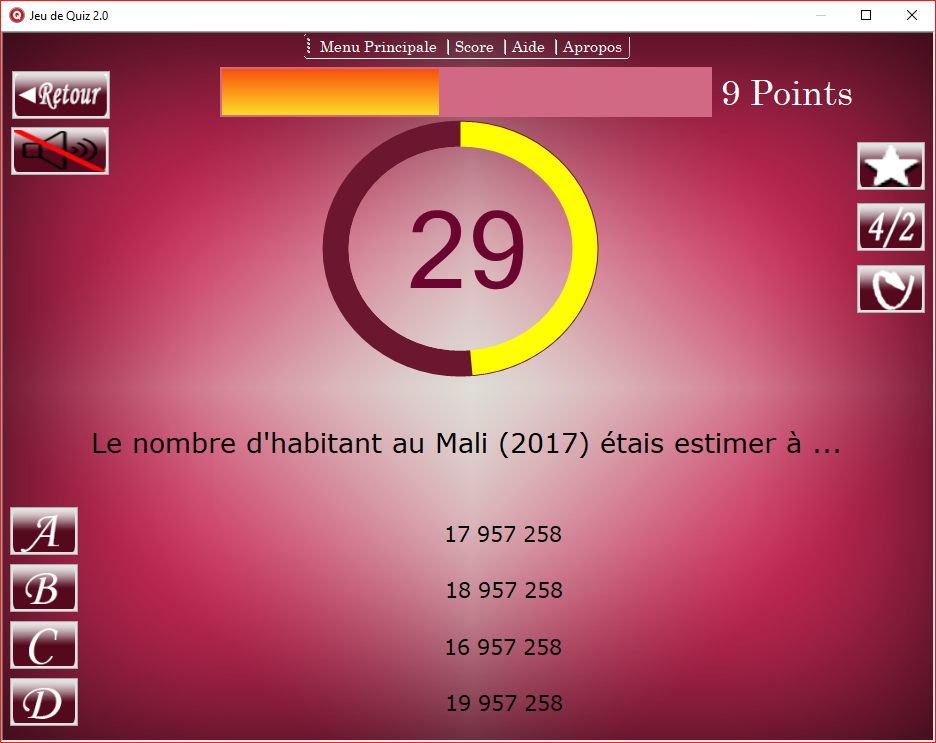 Jeu de Quiz 2.0
Menu Principale Score Aide Apropos
Retour
9 Points
29
4/2
Le nombre d'habitant au Mali (2017) étais estimer à ...
A 17 957 258
B 18 957 258
C 16 957 258
D 19 957 258